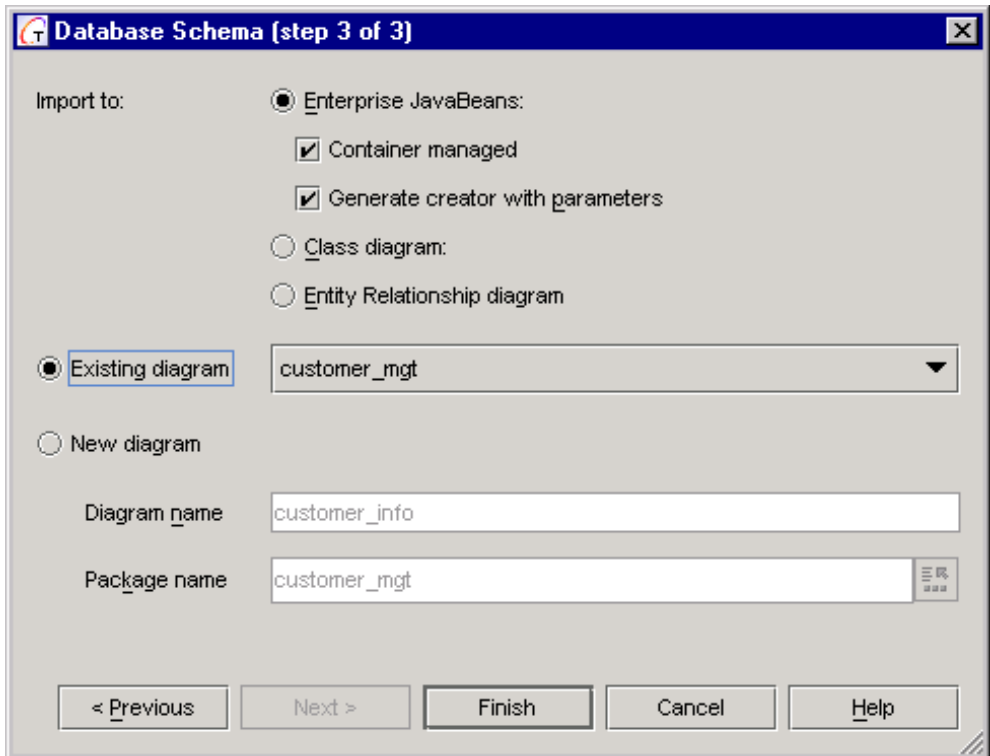 Database Schema (step 3 of 3)
Import to:
Enterprise JavaBeans:
Container managed
Generate creator with parameters
Class diagram:
Entity Relationship diagram
Existing diagram
customer_mgt
New diagram
Diagram name
customer_info
Package name
customer_mgt
< Previous
Next >
Finish
Cancel
Help